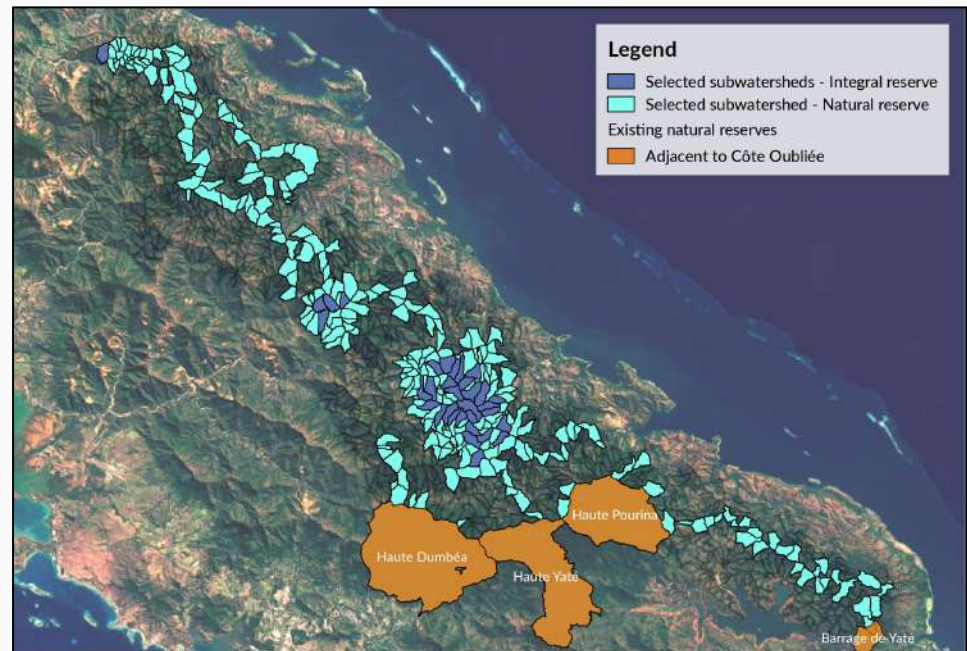 Legend
Selected subwatersheds - Integral reserve
Selected subwatershed - Natural reserve
Existing natural reserves
Adjacent to Côte Oubliée
Haute Pourina
Haute Dumbéa
Haute Yaté
Barrage de Yaté